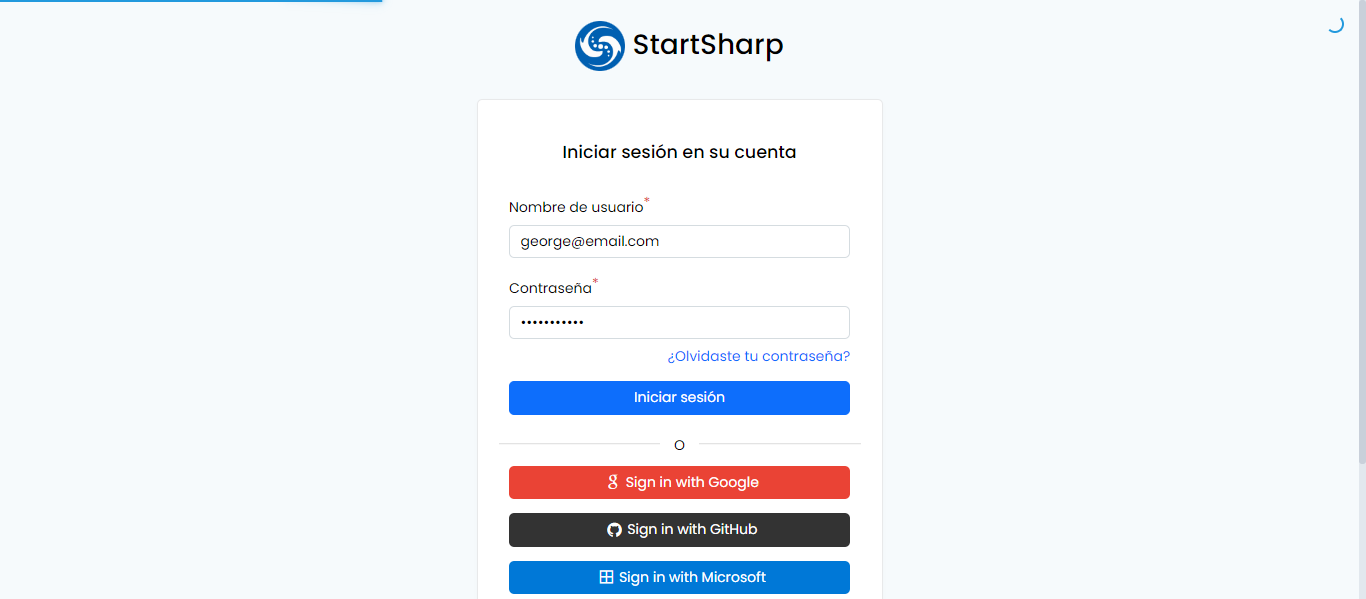 StartSharp
Iniciar sesión en su cuenta
Nombre de usuario*
george@email.com
Contraseña*
•••••••••••
¿Olvidaste tu contraseña?
Iniciar sesión
O
Sign in with Google
Sign in with GitHub
Sign in with Microsoft